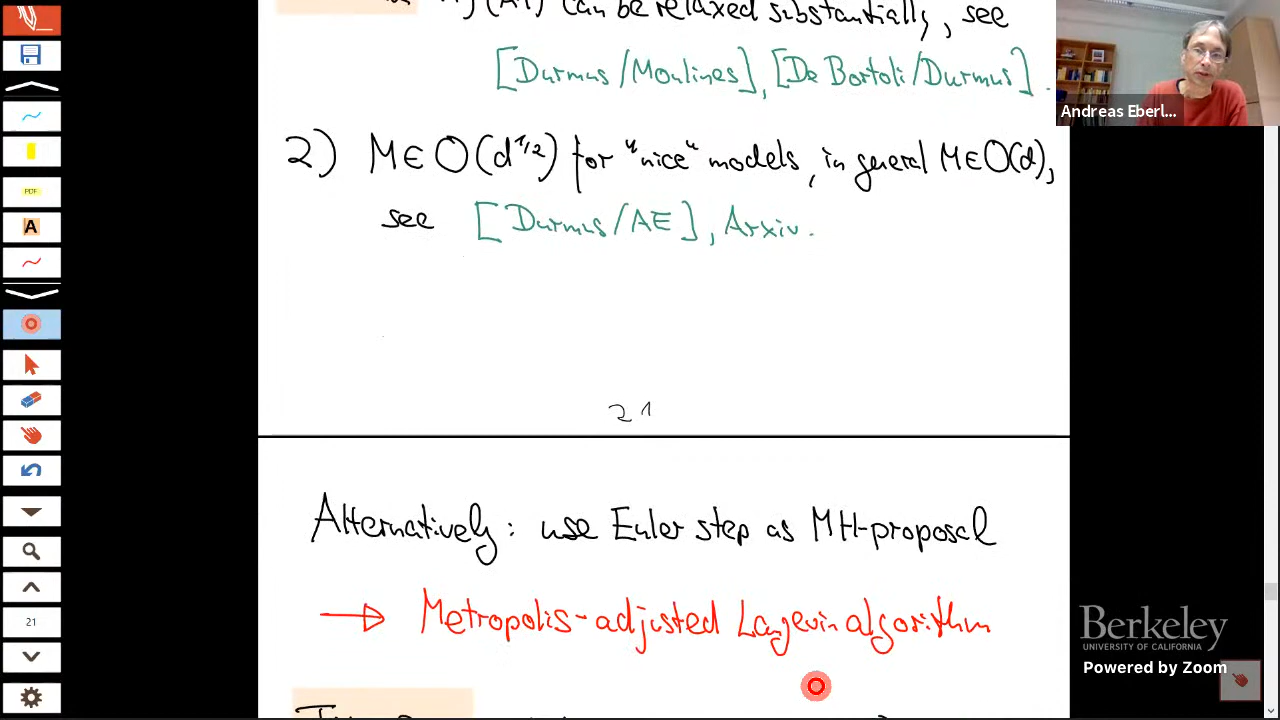 can be relaxed substantially, see
[Durmus/Moulines], [De Bortoli/Durmus].
2) M ∈ O(d^1/2) for "nice" models, in general M ∈ O(d),
see [Durmus/AE], Arxiv.
21
Alternatively: use Euler step as MH-proposal
→ Metropolis-adjusted Langevin algorithm
Andreas Eberl...
PDF
A
21
Berkeley
UNIVERSITY OF CALIFORNIA
Powered by Zoom